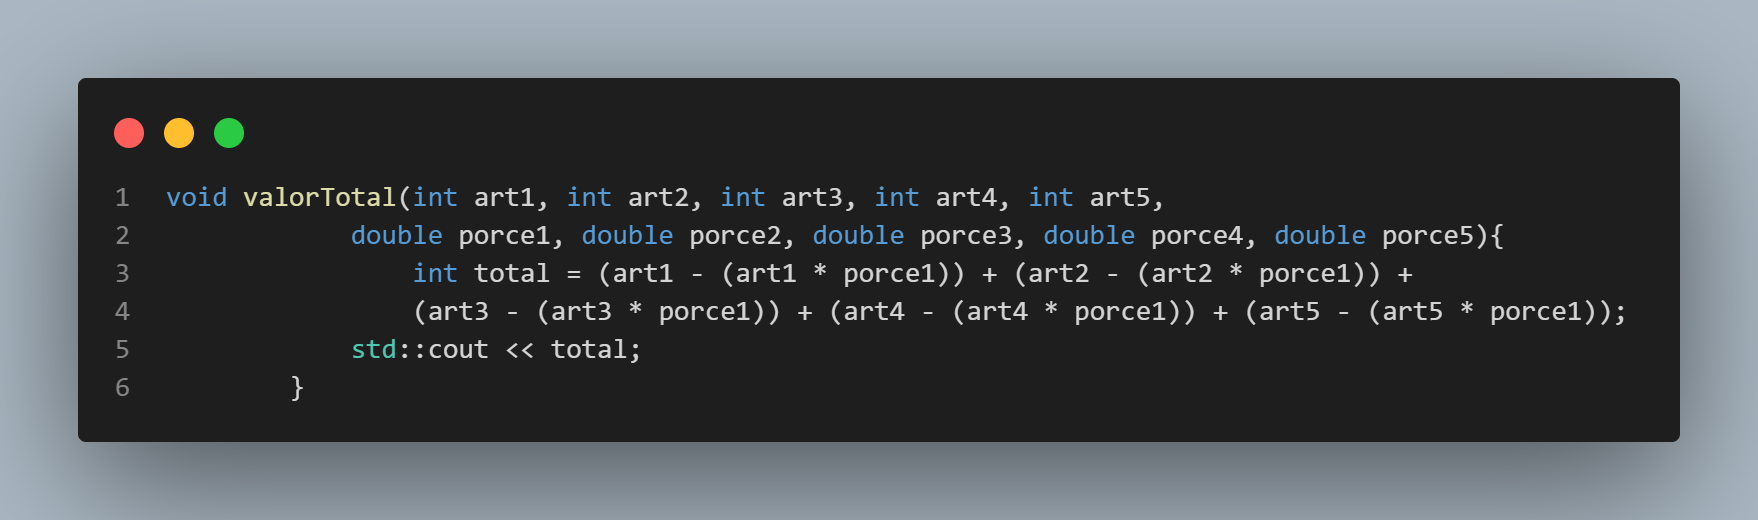 1 void valorTotal(int art1, int art2, int art3, int art4, int art5,
2 double porce1, double porce2, double porce3, double porce4, double porce5){
3 int total = (art1 - (art1 * porce1)) + (art2 - (art2 * porce1)) +
4 (art3 - (art3 * porce1)) + (art4 - (art4 * porce1)) + (art5 - (art5 * porce1));
5 std::cout << total;
6 }